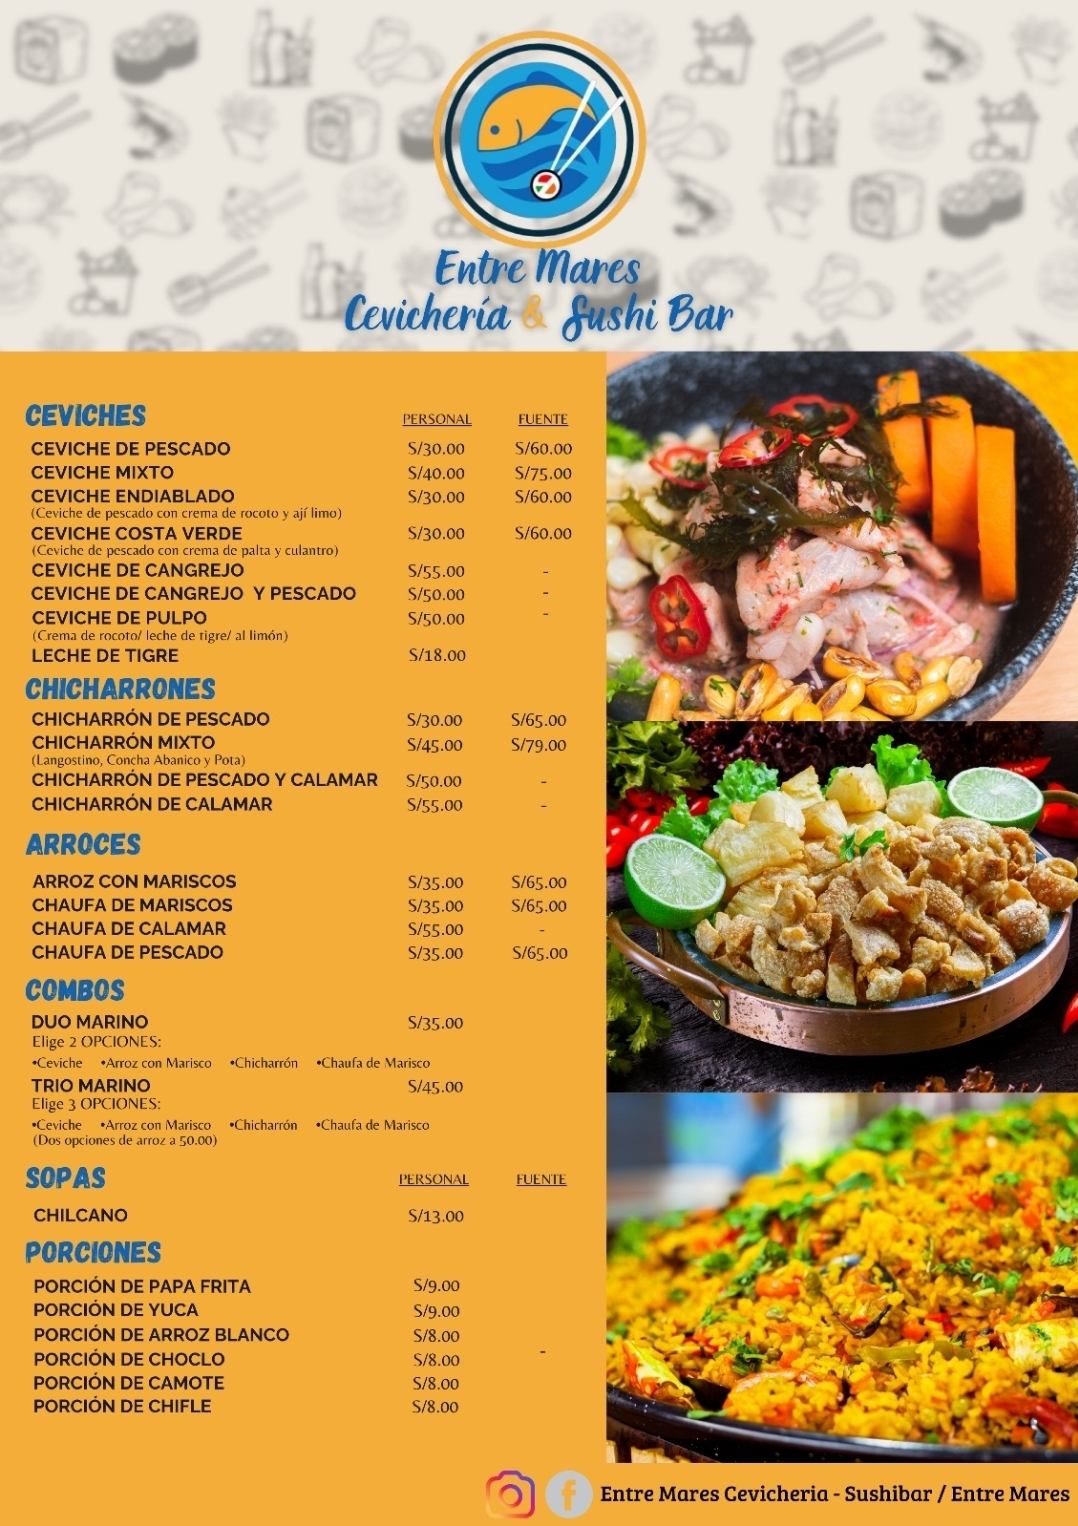 Entre Mares
Cevichería & Sushi Bar
CEVICHES PERSONAL FUENTE
CEVICHE DE PESCADO S/30.00 S/60.00
CEVICHE MIXTO S/40.00 S/75.00
CEVICHE ENDIABLADO S/30.00 S/60.00
(Ceviche de pescado con crema de rocoto y ají limo)
CEVICHE COSTA VERDE S/30.00 S/60.00
(Ceviche de pescado con crema de palta y culantro)
CEVICHE DE CANGREJO S/55.00 -
CEVICHE DE CANGREJO Y PESCADO S/50.00 -
CEVICHE DE PULPO S/50.00 -
(Crema de rocoto/ leche de tigre/ al limón)
LECHE DE TIGRE S/18.00
CHICHARRONES
CHICHARRÓN DE PESCADO S/30.00 S/65.00
CHICHARRÓN MIXTO S/45.00 S/79.00
(Langostino, Concha Abanico y Pota)
CHICHARRÓN DE PESCADO Y CALAMAR S/50.00 -
CHICHARRÓN DE CALAMAR S/55.00 -
ARROCES
ARROZ CON MARISCOS S/35.00 S/65.00
CHAUFA DE MARISCOS S/35.00 S/65.00
CHAUFA DE CALAMAR S/55.00 -
CHAUFA DE PESCADO S/35.00 S/65.00
COMBOS
DUO MARINO S/35.00
Elige 2 OPCIONES:
•Ceviche •Arroz con Marisco •Chicharrón •Chaufa de Marisco
TRIO MARINO S/45.00
Elige 3 OPCIONES:
•Ceviche •Arroz con Marisco •Chicharrón •Chaufa de Marisco
(Dos opciones de arroz a 50.00)
SOPAS PERSONAL FUENTE
CHILCANO S/13.00
PORCIONES
PORCIÓN DE PAPA FRITA S/9.00
PORCIÓN DE YUCA S/9.00
PORCIÓN DE ARROZ BLANCO S/8.00
PORCIÓN DE CHOCLO S/8.00 -
PORCIÓN DE CAMOTE S/8.00
PORCIÓN DE CHIFLE S/8.00
Entre Mares Cevicheria - Sushibar / Entre Mares